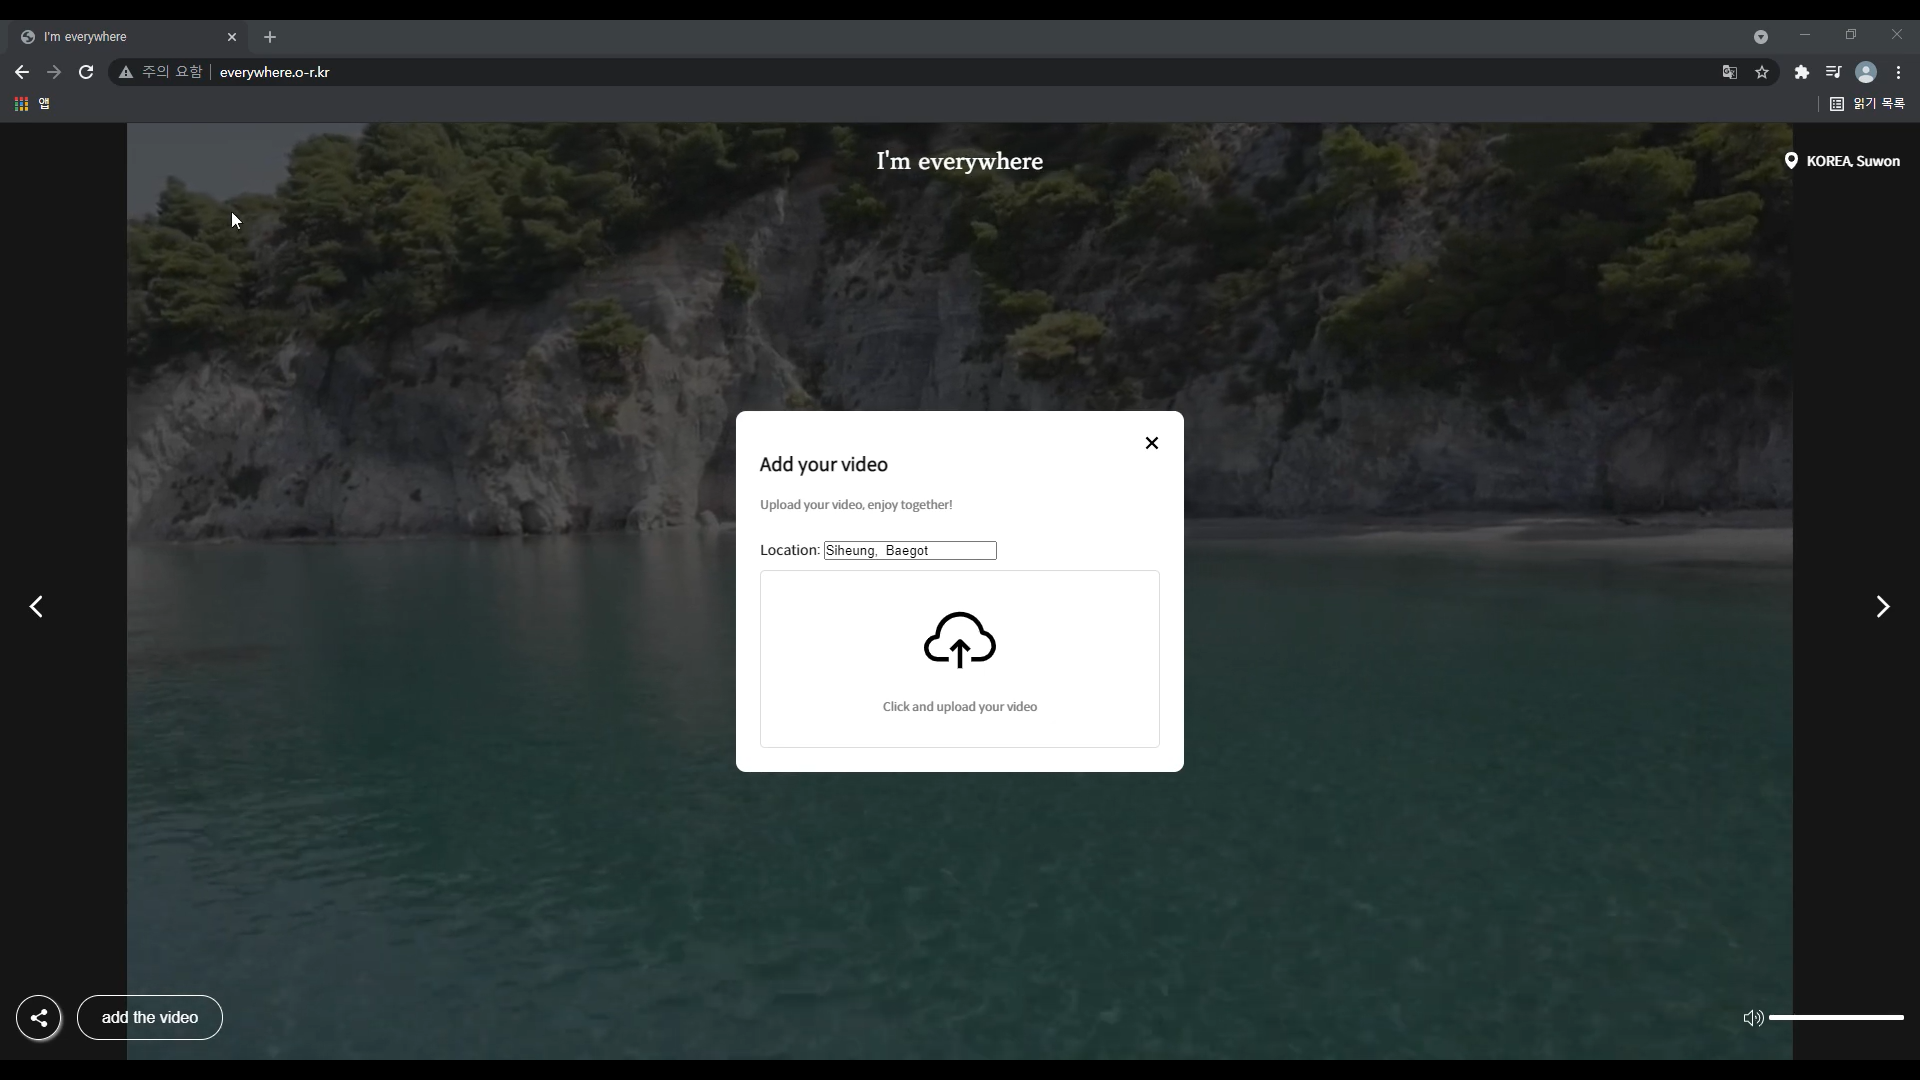 I'm everywhere
주의 요함 everywhere.o-r.kr
앱
읽기 목록
I'm everywhere
KOREA, Suwon
Add your video
Upload your video, enjoy together!
Location: Siheung, Baegot
Click and upload your video
add the video